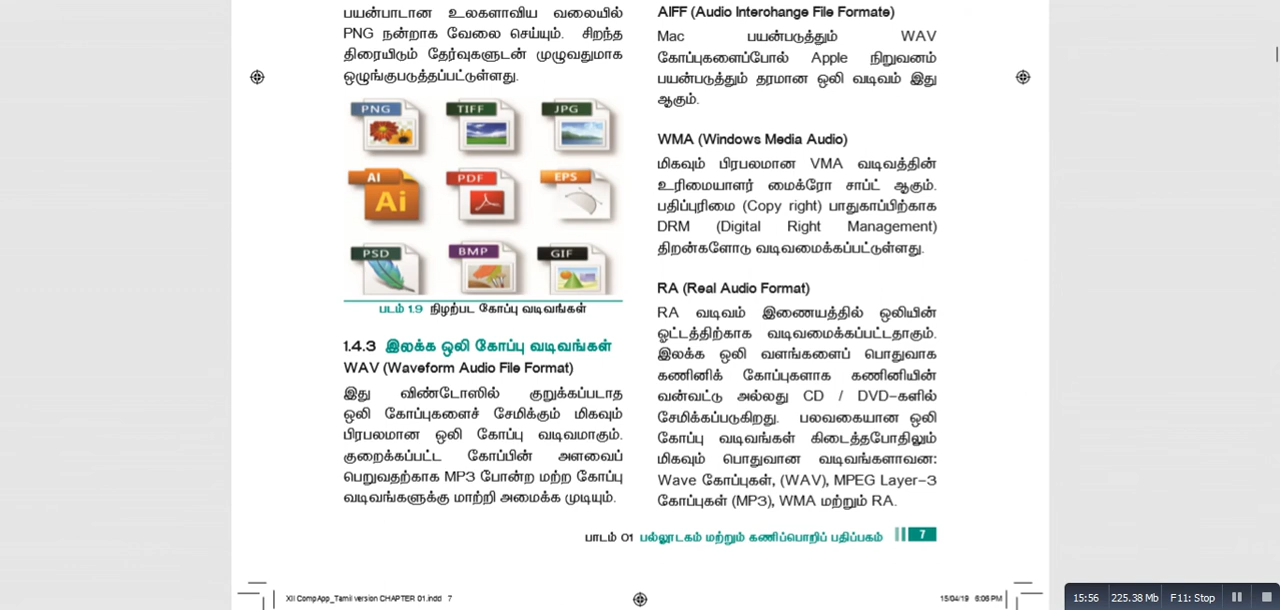 பயன்பாடான உலகளாவிய வலையில்
PNG நன்றாக வேலை செய்யும். சிறந்த
திரையிடும் தேர்வுகளுடன் முழுவதுமாக
ஒழுங்குபடுத்தப்பட்டுள்ளது.
PNG TIFF JPG
AI PDF EPS
Ai
PSD BMP GIF
படம் 1.9 நிழற்பட கோப்பு வடிவங்கள்
1.4.3 இலக்க ஒலி கோப்பு வடிவங்கள்
WAV (Waveform Audio File Format)
இது விண்டோஸில் குறுக்கப்படாத
ஒலி கோப்புகளைச் சேமிக்கும் மிகவும்
பிரபலமான ஒலி கோப்பு வடிவமாகும்.
குறைக்கப்பட்ட கோப்பின் அளவைப்
பெறுவதற்காக MP3 போன்ற மற்ற கோப்பு
வடிவங்களுக்கு மாற்றி அமைக்க முடியும்.
AIFF (Audio Interchange File Formate)
Mac பயன்படுத்தும் WAV
கோப்புகளைப்போல் Apple நிறுவனம்
பயன்படுத்தும் தரமான ஒலி வடிவம் இது
ஆகும்.
WMA (Windows Media Audio)
மிகவும் பிரபலமான VMA வடிவத்தின்
உரிமையாளர் மைக்ரோ சாப்ட் ஆகும்.
பதிப்புரிமை (Copy right) பாதுகாப்பிற்காக
DRM (Digital Right Management)
திறன்களோடு வடிவமைக்கப்பட்டுள்ளது.
RA (Real Audio Format)
RA வடிவம் இணையத்தில் ஒலியின்
ஓட்டத்திற்காக வடிவமைக்கப்பட்டதாகும்.
இலக்க ஒலி வளங்களைப் பொதுவாக
கணினிக் கோப்புகளாக கணினியின்
வன்வட்டு அல்லது CD / DVD-களில்
சேமிக்கப்படுகிறது. பலவகையான ஒலி
கோப்பு வடிவங்கள் கிடைத்தபோதிலும்
மிகவும் பொதுவான வடிவங்களாவன:
Wave கோப்புகள், (WAV), MPEG Layer-3
கோப்புகள் (MP3), WMA மற்றும் RA.
பாடம் 01 பல்லூடகம் மற்றும் கணிப்பொறிப் பதிப்பகம் 7
XII CompApp_Tamil version CHAPTER 01.indd 7 15/04/19 6:06 PM
15:56 225.38 Mb F11: Stop